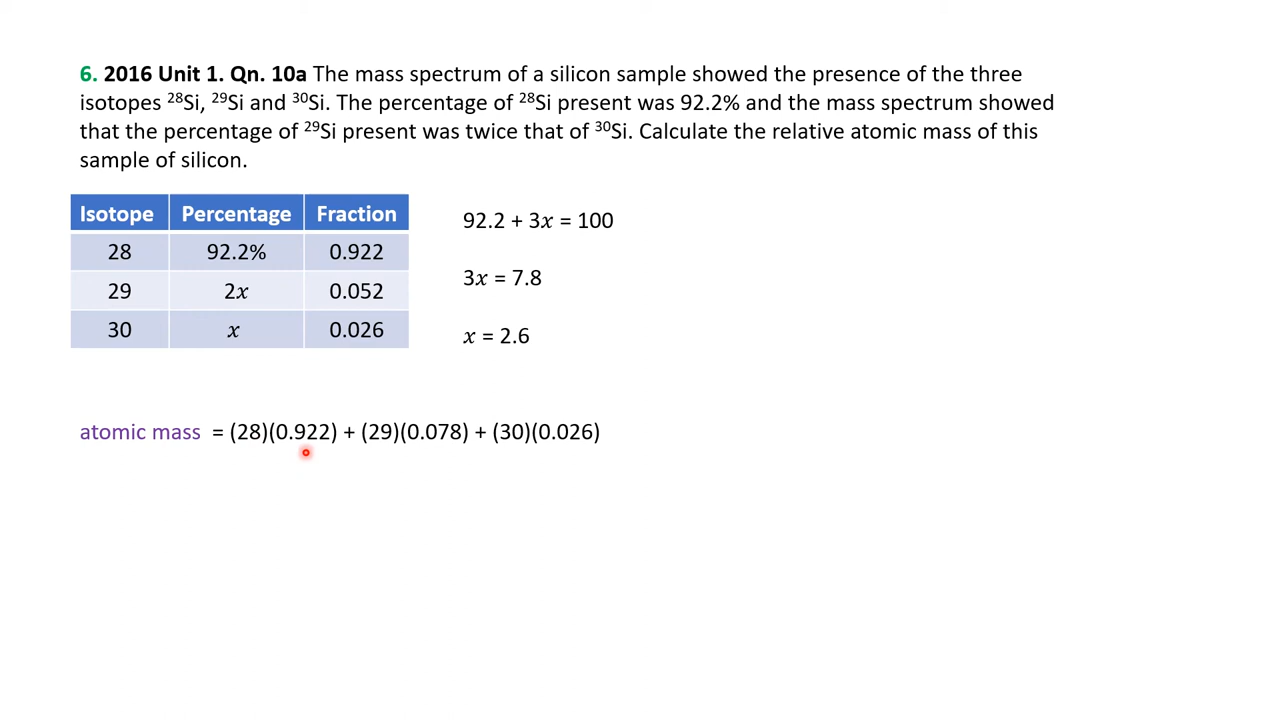 6. 2016 Unit 1. Qn. 10a The mass spectrum of a silicon sample showed the presence of the three
isotopes ²⁸Si, ²⁹Si and ³⁰Si. The percentage of ²⁸Si present was 92.2% and the mass spectrum showed
that the percentage of ²⁹Si present was twice that of ³⁰Si. Calculate the relative atomic mass of this
sample of silicon.
Isotope Percentage Fraction
28 92.2% 0.922
29 2x 0.052
30 x 0.026
92.2 + 3x = 100
3x = 7.8
x = 2.6
atomic mass = (28)(0.922) + (29)(0.078) + (30)(0.026)